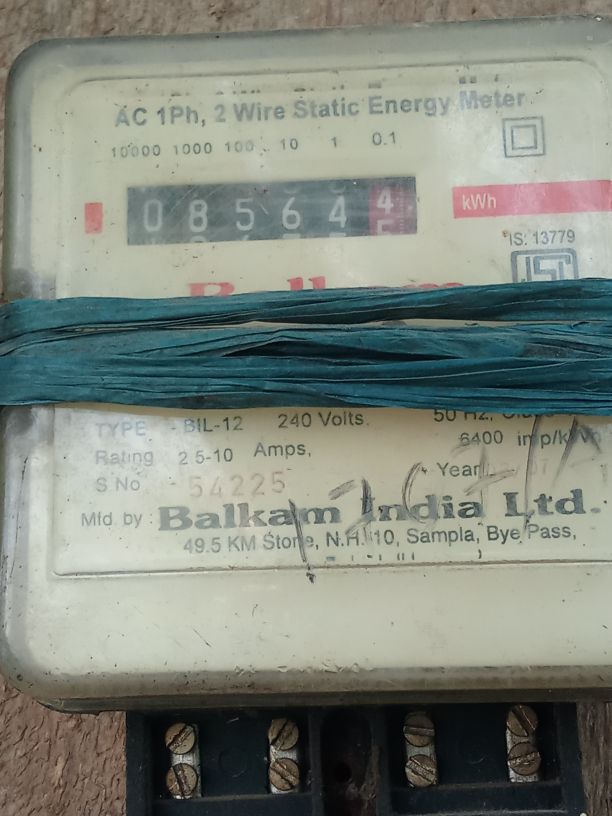 AC 1Ph, 2 Wire Static Energy Meter
10000 1000 100 10 1 0.1
0 8 5 6 4 4
kWh
IS: 13779
Balkam
TYPE - BIL-12 240 Volts.
50 Hz,
Rating 2.5-10 Amps,
6400 imp/kWh
S No - 54225
Year
Mfd. by : Balkam India Ltd.
49.5 KM Stone, N.H. 10, Sampla, Bye Pass,